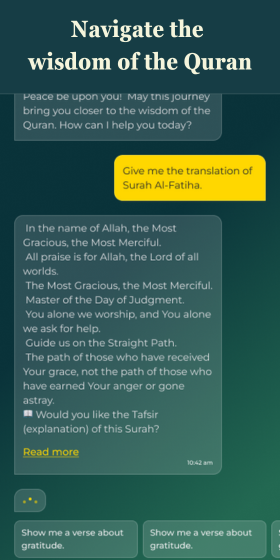 Navigate the
wisdom of the Quran
Peace be upon you! May this journey
bring you closer to the wisdom of the
Quran. How can I help you today?
Give me the translation of
Surah Al-Fatiha.
In the name of Allah, the Most
Gracious, the Most Merciful.
All praise is for Allah, the Lord of all
worlds.
The Most Gracious, the Most Merciful.
Master of the Day of Judgment.
You alone we worship, and You alone
we ask for help.
Guide us on the Straight Path.
The path of those who have received
Your grace, not the path of those who
have earned Your anger or gone
astray.
📖 Would you like the Tafsir
(explanation) of this Surah?
Read more
10:42 am
Show me a verse about
gratitude.
Show me a verse about
gratitude.